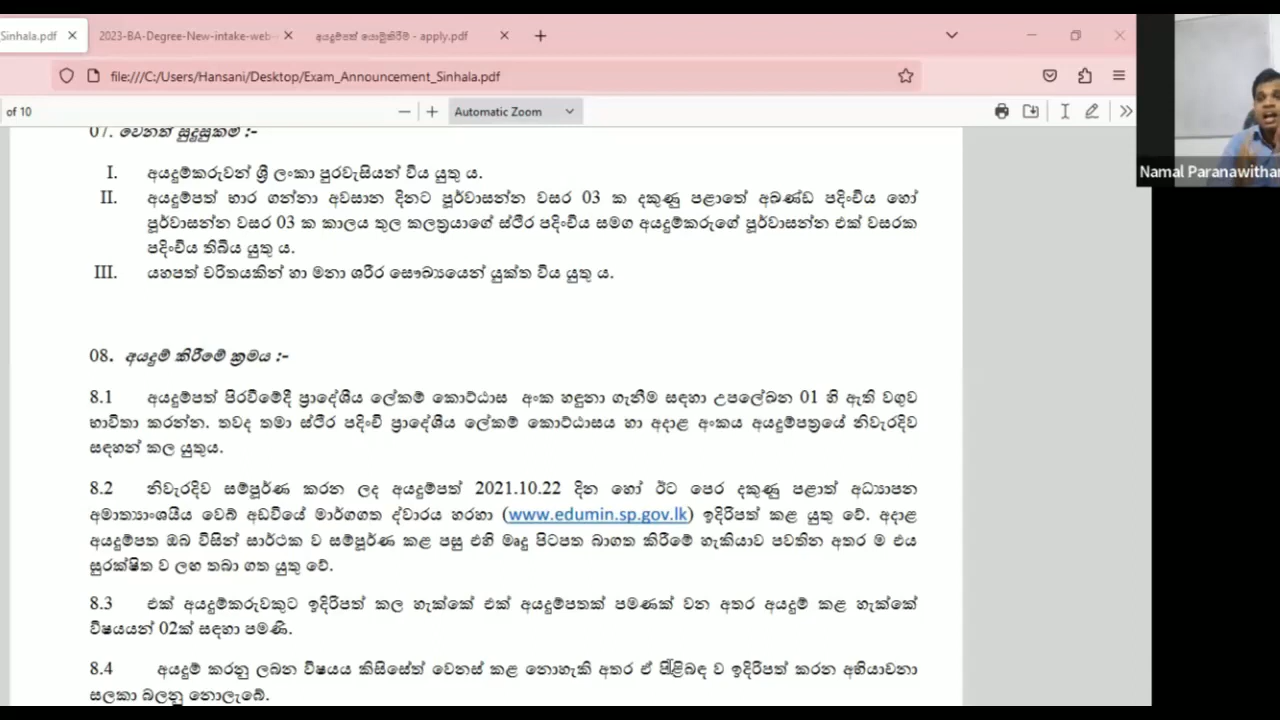 Sinhala.pdf
2023-BA-Degree-New-intake-web-
අයදුම්පත් යොමුකිරීම - apply.pdf
file:///C:/Users/Hansani/Desktop/Exam_Announcement_Sinhala.pdf
of 10
Automatic Zoom
Namal Paranawithan
07. වෙනත් සුදුසුකම් :-
I. අයදුම්කරුවන් ශ්‍රී ලංකා පුරවැසියන් විය යුතු ය.
II. අයදුම්පත් භාර ගන්නා අවසාන දිනට පූර්වාසන්න වසර 03 ක දකුණු පළාතේ අඛණ්ඩ පදිංචිය හෝ
පූර්වාසන්න වසර 03 ක කාලය තුල කලත්‍රයාගේ ස්ථිර පදිංචිය සමග අයදුම්කරුගේ පූර්වාසන්න එක් වසරක
පදිංචිය තිබිය යුතු ය.
III. යහපත් චරිතයකින් හා මනා ශරීර සෞඛ්‍යයෙන් යුක්ත විය යුතු ය.
08. අයදුම් කිරීමේ ක්‍රමය :-
8.1 අයදුම්පත් පිරවීමේදී ප්‍රාදේශීය ලේකම් කොට්ඨාස අංක හඳුනා ගැනීම සඳහා උපලේඛන 01 හි ඇති වගුව
භාවිතා කරන්න. තවද තමා ස්ථිර පදිංචි ප්‍රාදේශීය ලේකම් කොට්ඨාසය හා අදාළ අංකය අයදුම්පත්‍රයේ නිවැරදිව
සඳහන් කල යුතුය.
8.2 නිවැරදිව සම්පූර්ණ කරන ලද අයදුම්පත් 2021.10.22 දින හෝ ඊට පෙර දකුණු පළාත් අධ්‍යාපන
අමාත්‍යාංශයීය වෙබ් අඩවියේ මාර්ගගත ද්වාරය හරහා (www.edumin.sp.gov.lk) ඉදිරිපත් කළ යුතු වේ. අදාළ
අයදුම්පත ඔබ විසින් සාර්ථක ව සම්පූර්ණ කළ පසු එහි මෘදු පිටපත බාගත කිරීමේ හැකියාව පවතින අතර ම එය
සුරක්ෂිත ව ලඟ තබා ගත යුතු වේ.
8.3 එක් අයදුම්කරුවකුට ඉදිරිපත් කල හැක්කේ එක් අයදුම්පතක් පමණක් වන අතර අයදුම් කළ හැක්කේ
විෂයයන් 02ක් සඳහා පමණි.
8.4 අයදුම් කරනු ලබන විෂයය කිසිසේත් වෙනස් කළ නොහැකි අතර ඒ පිළිබඳ ව ඉදිරිපත් කරන අභියාචනා
සලකා බලනු නොලැබේ.